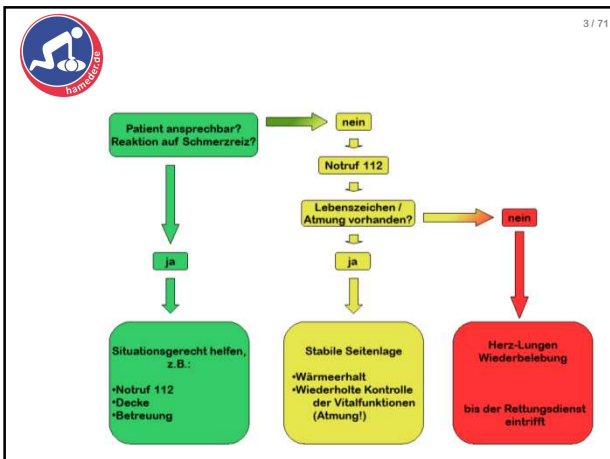 hameder.de
3 / 71
Patient ansprechbar?
Reaktion auf Schmerzreiz?
nein
Notruf 112
Lebenszeichen /
Atmung vorhanden?
nein
ja
ja
Situationsgerecht helfen,
z.B.:
•Notruf 112
•Decke
•Betreuung
Stabile Seitenlage
•Wärmeerhalt
•Wiederholte Kontrolle
der Vitalfunktionen
(Atmung!)
Herz-Lungen
Wiederbelebung
bis der Rettungsdienst
eintrifft